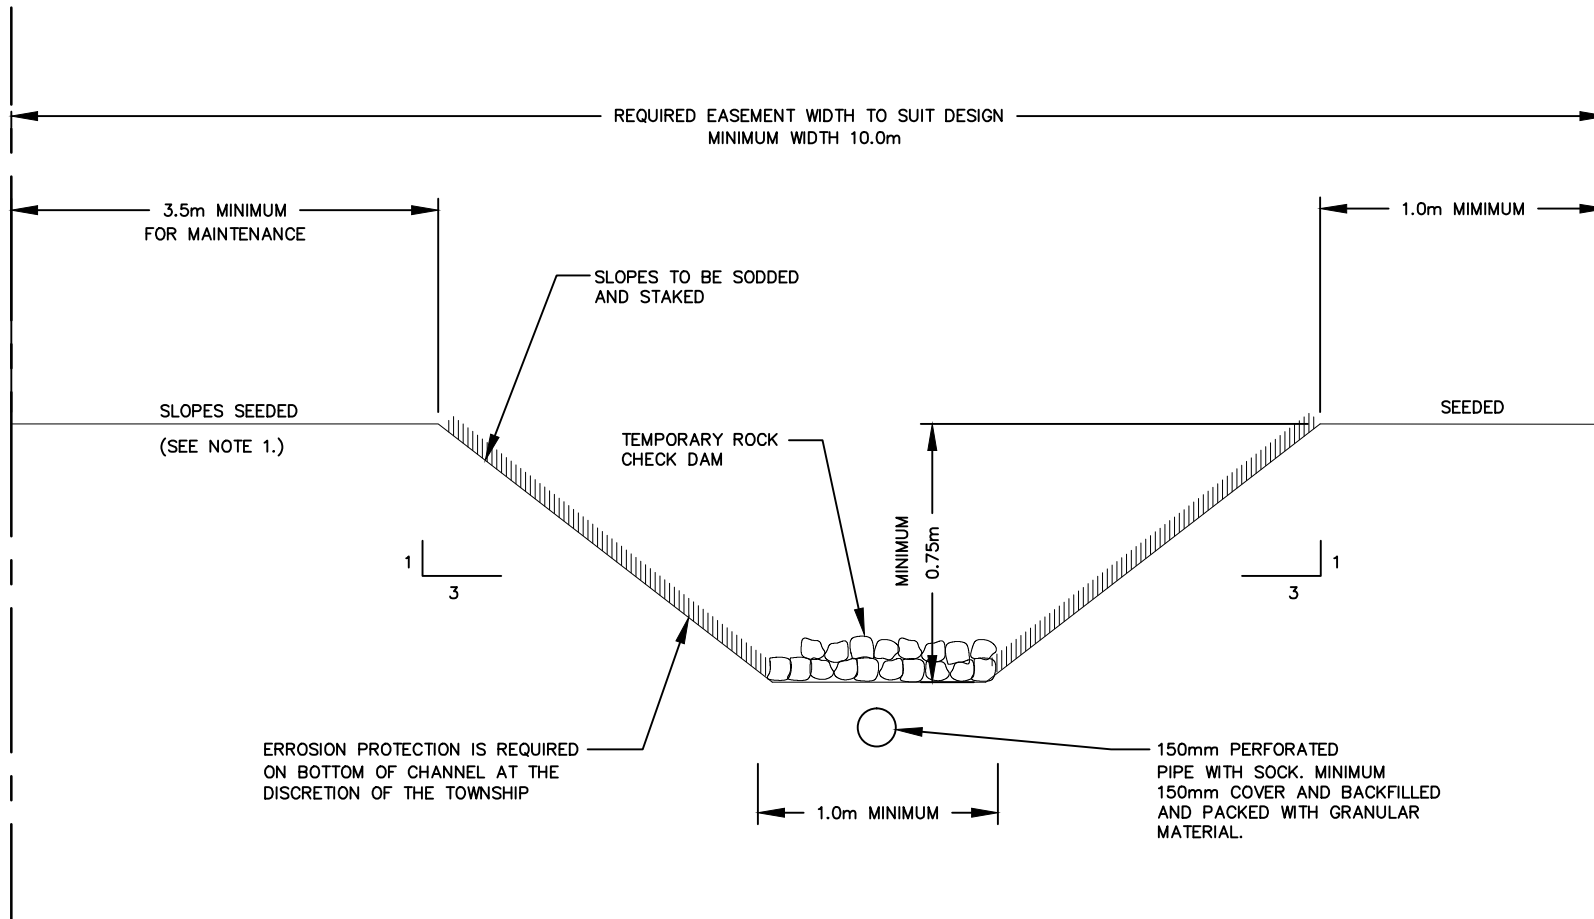 REQUIRED EASEMENT WIDTH TO SUIT DESIGN
MINIMUM WIDTH 10.0m
3.5m MINIMUM
FOR MAINTENANCE
1.0m MIMIMUM
SLOPES TO BE SODDED
AND STAKED
SLOPES SEEDED
(SEE NOTE 1.)
SEEDED
TEMPORARY ROCK
CHECK DAM
MINIMUM
0.75m
1
3
1
3
ERROSION PROTECTION IS REQUIRED
ON BOTTOM OF CHANNEL AT THE
DISCRETION OF THE TOWNSHIP
1.0m MINIMUM
150mm PERFORATED
PIPE WITH SOCK. MINIMUM
150mm COVER AND BACKFILLED
AND PACKED WITH GRANULAR
MATERIAL.